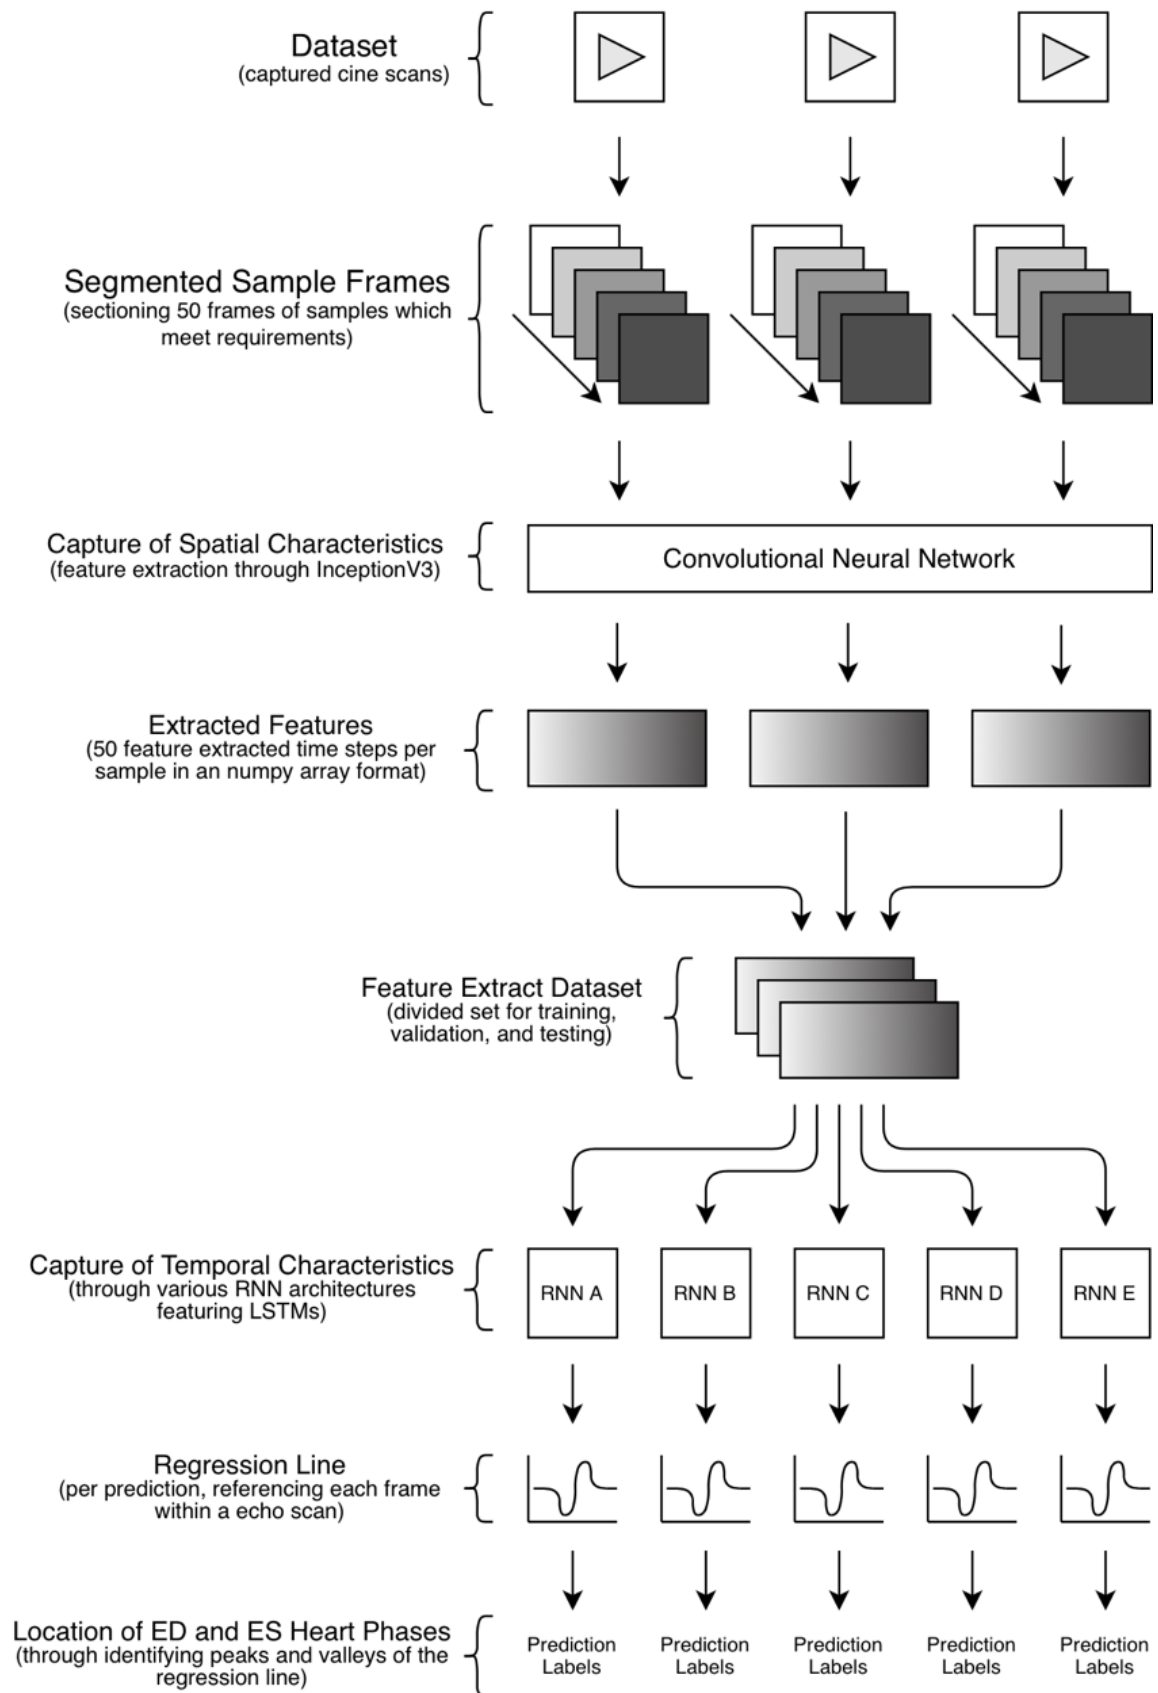 Dataset
(captured cine scans)
Segmented Sample Frames
(sectioning 50 frames of samples which
meet requirements)
Capture of Spatial Characteristics
(feature extraction through InceptionV3)
Convolutional Neural Network
Extracted Features
(50 feature extracted time steps per
sample in an numpy array format)
Feature Extract Dataset
(divided set for training,
validation, and testing)
Capture of Temporal Characteristics
(through various RNN architectures
featuring LSTMs)
RNN A
RNN B
RNN C
RNN D
RNN E
Regression Line
(per prediction, referencing each frame
within a echo scan)
Location of ED and ES Heart Phases
(through identifying peaks and valleys of the
regression line)
Prediction
Labels
Prediction
Labels
Prediction
Labels
Prediction
Labels
Prediction
Labels